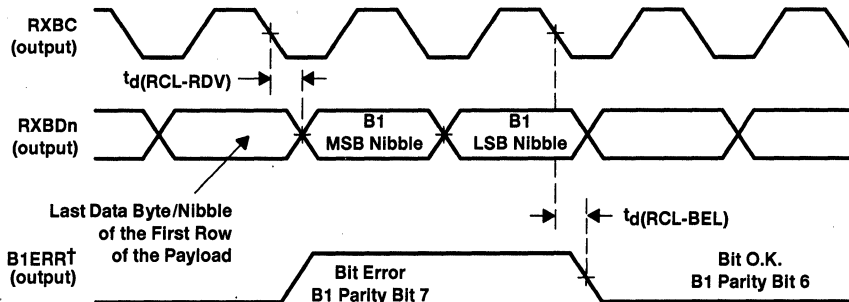 RXBC
(output)
td(RCL-RDV)
RXBDn
(output)
B1
MSB Nibble
B1
LSB Nibble
Last Data Byte/Nibble
of the First Row
of the Payload
td(RCL-BEL)
B1ERR†
(output)
Bit Error
B1 Parity Bit 7
Bit O.K.
B1 Parity Bit 6